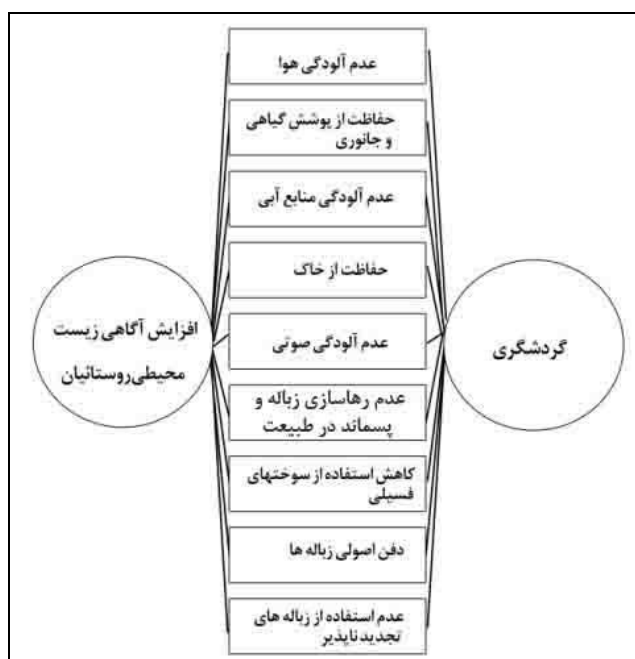 عدم آلودگی هوا
حفاظت از پوشش گیاهی
و جانوری
عدم آلودگی منابع آبی
حفاظت از خاک
عدم آلودگی صوتی
عدم رهاسازی زباله و
پسماند در طبیعت
کاهش استفاده از سوختهای
فسیلی
دفن اصولی زباله ها
عدم استفاده از زباله های
تجدیدناپذیر
گردشگری
افزایش آگاهی زیست
محیطی روستائیان